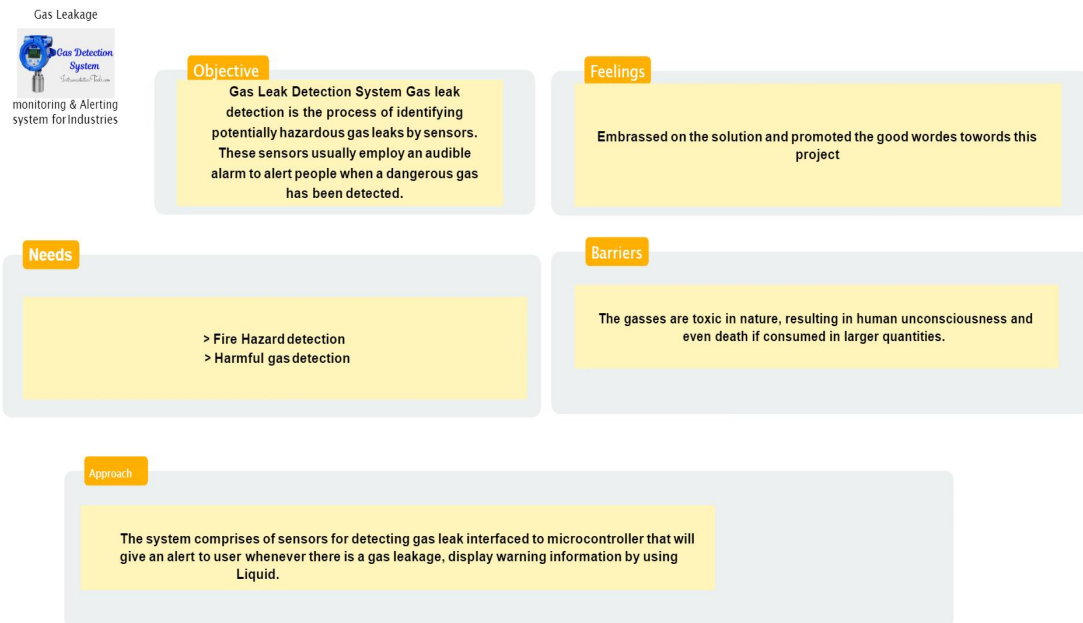 Gas Leakage
Gas Detection
System
monitoring & Alerting
system for Industries
Objective
Gas Leak Detection System Gas leak
detection is the process of identifying
potentially hazardous gas leaks by sensors.
These sensors usually employ an audible
alarm to alert people when a dangerous gas
has been detected.
Feelings
Embrassed on the solution and promoted the good wordes towords this
project
Needs
> Fire Hazard detection
> Harmful gas detection
Barriers
The gasses are toxic in nature, resulting in human unconsciousness and
even death if consumed in larger quantities.
Approach
The system comprises of sensors for detecting gas leak interfaced to microcontroller that will
give an alert to user whenever there is a gas leakage, display warning information by using
Liquid.